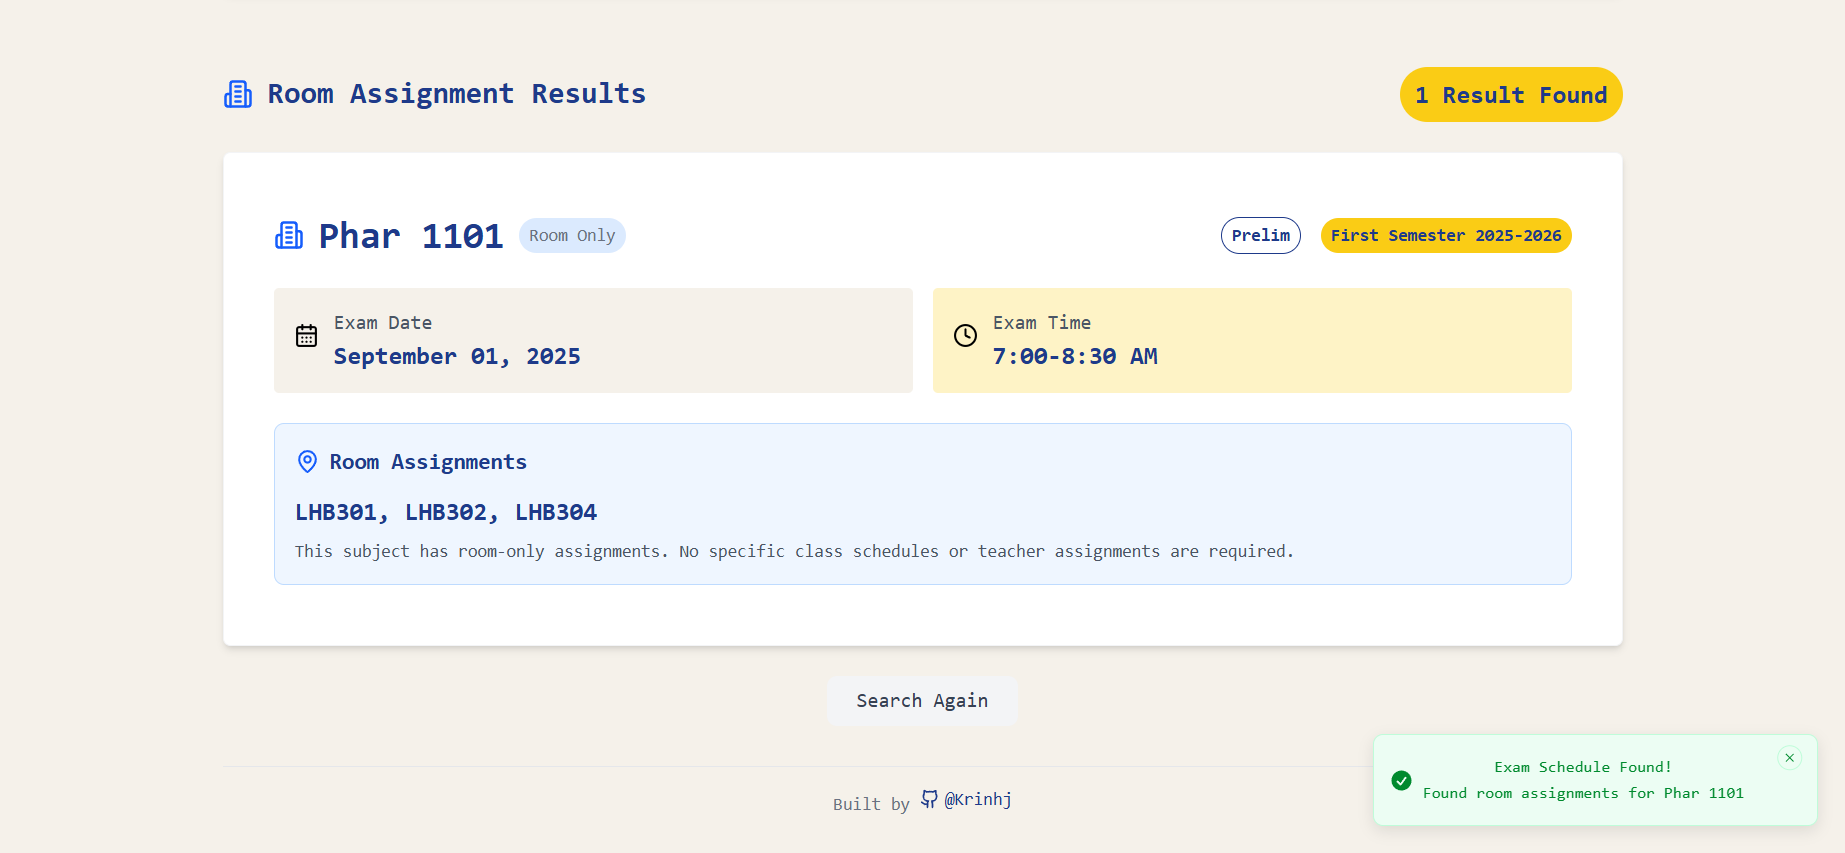 Room Assignment Results
1 Result Found
Phar 1101
Room Only
Prelim
First Semester 2025-2026
Exam Date
September 01, 2025
Exam Time
7:00-8:30 AM
Room Assignments
LHB301, LHB302, LHB304
This subject has room-only assignments. No specific class schedules or teacher assignments are required.
Search Again
Built by @Krinhj
Exam Schedule Found!
Found room assignments for Phar 1101